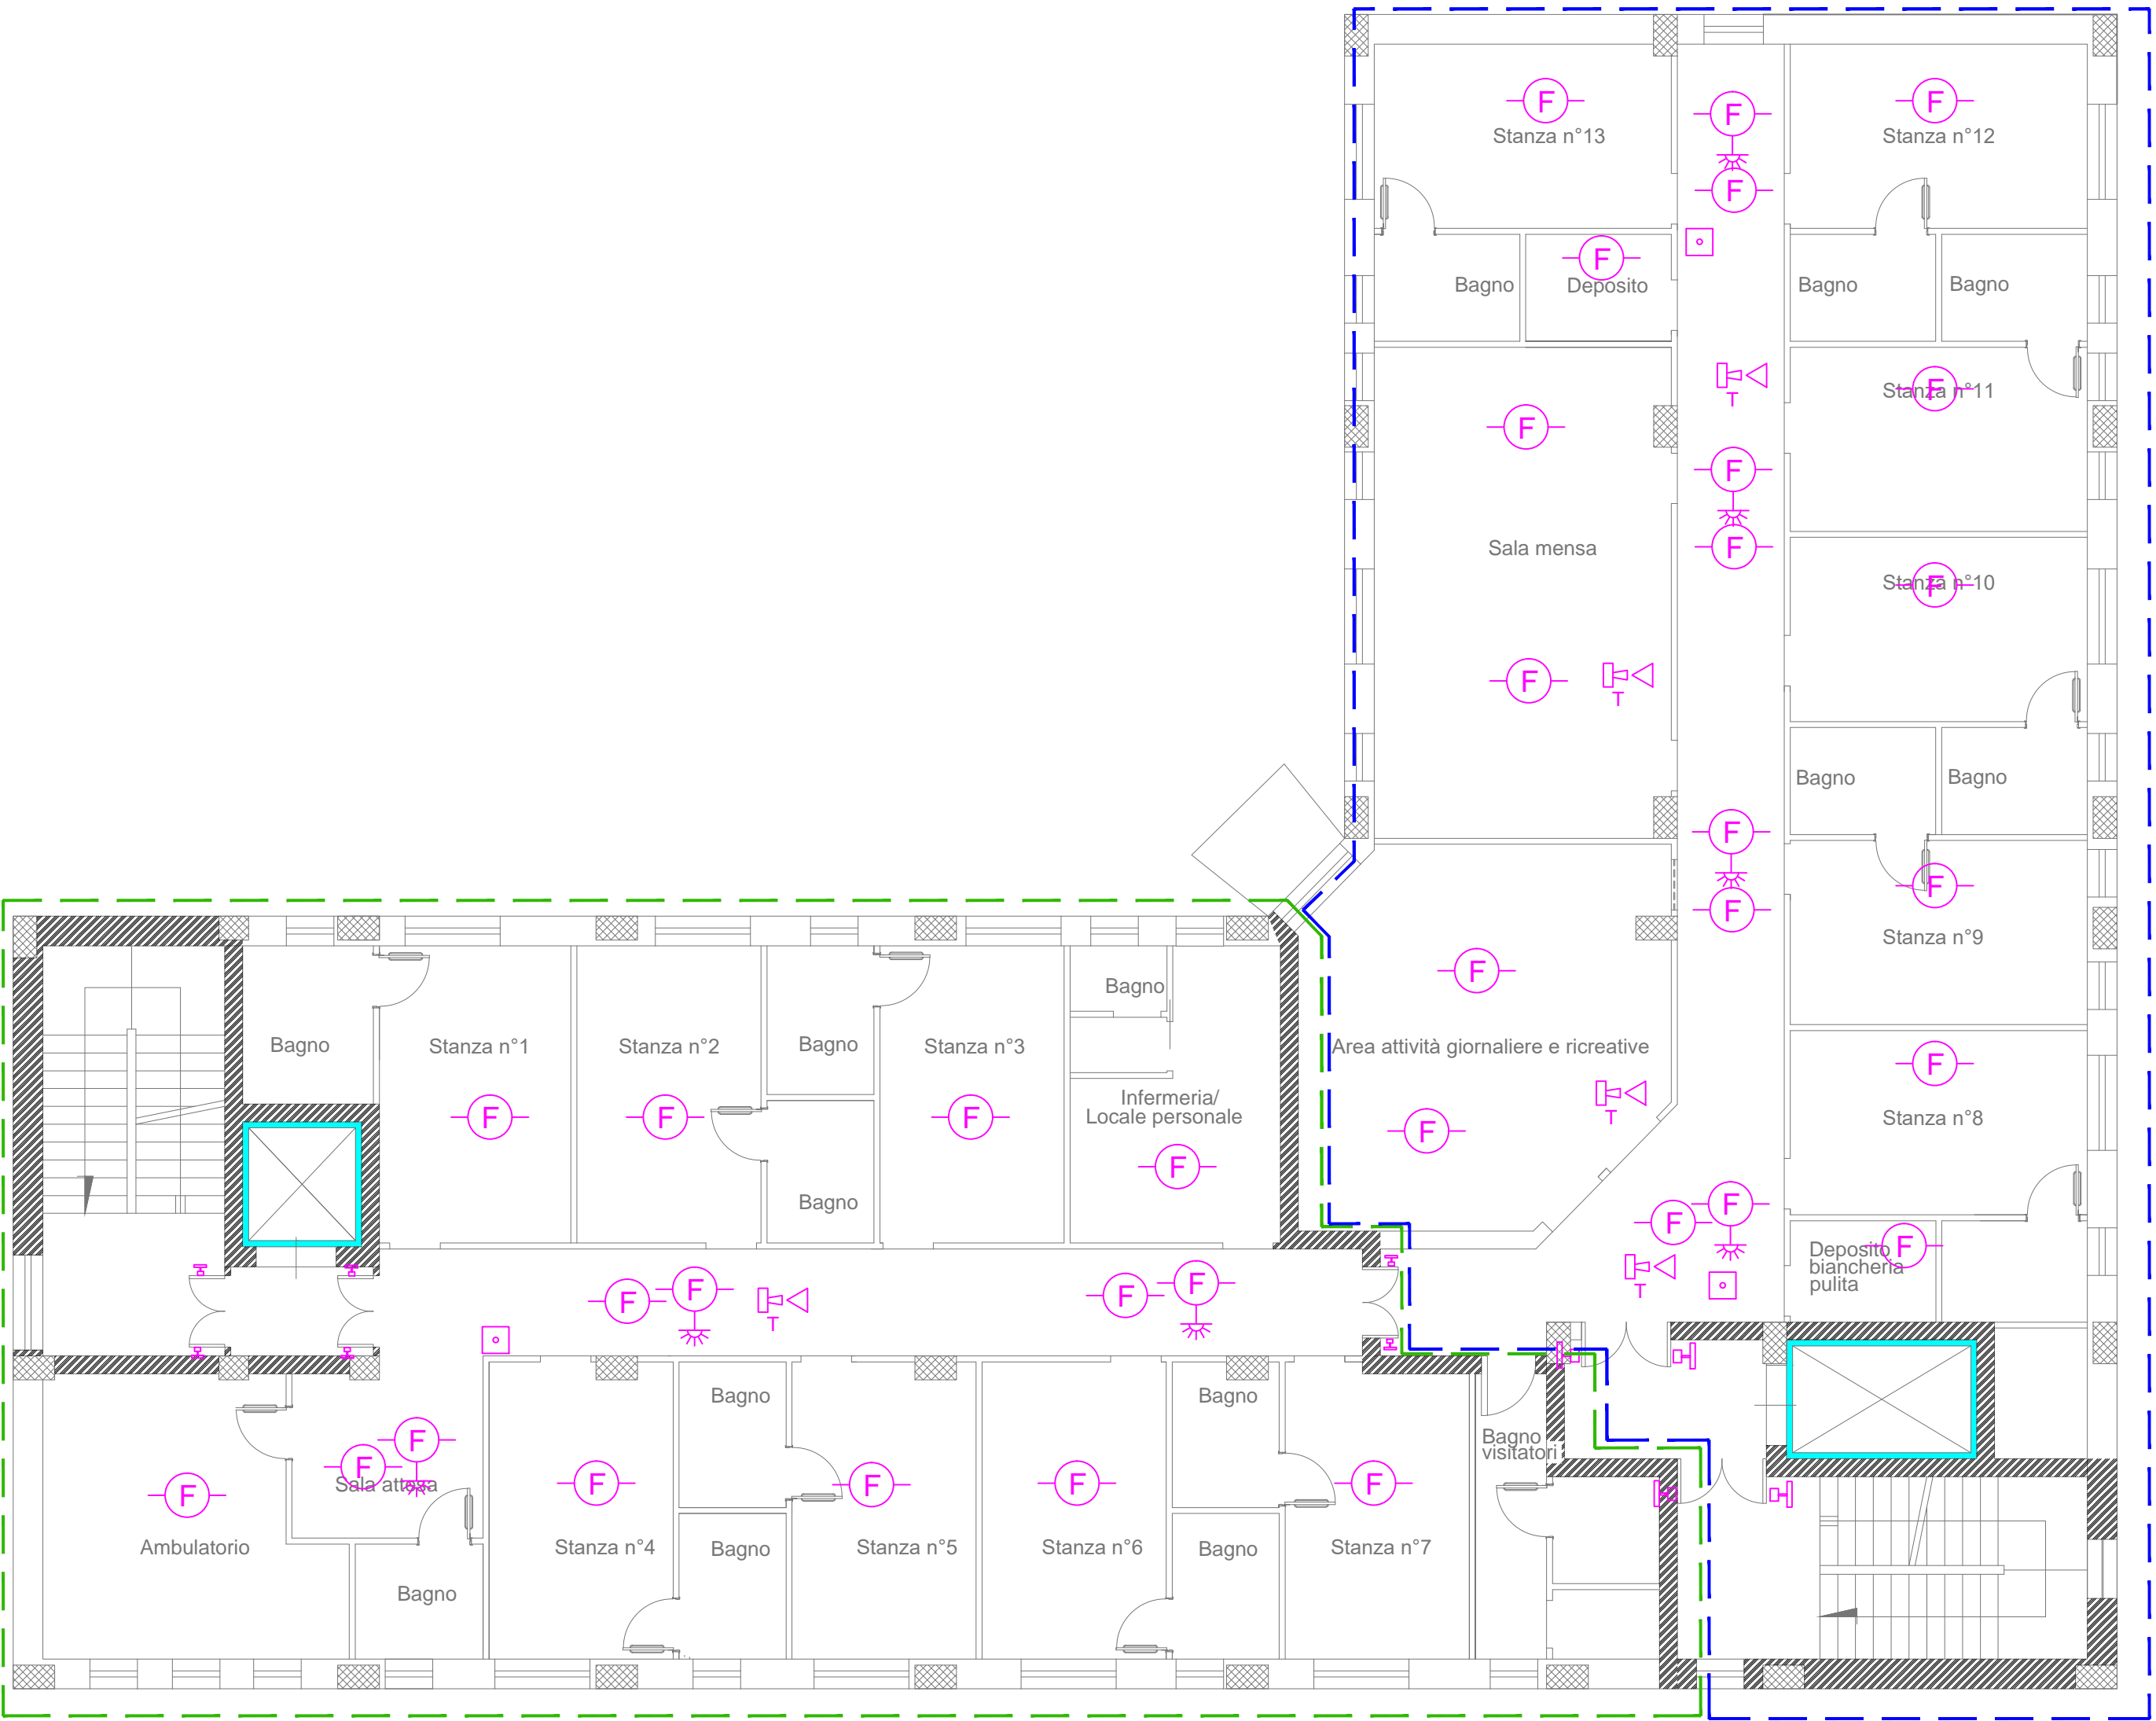 F
F
F
Stanza n°13
Stanza n°12
F
F
Bagno
Deposito
Bagno
Bagno
T
F
Stanza n°11
F
F
F
Sala mensa
F
Stanza n°10
F
T
Bagno
Bagno
F
F
F
Stanza n°9
F
Area attività giornaliere e ricreative
F
Stanza n°8
T
F
F
F
Deposito
biancheria
pulita
F
T
Bagno
Bagno
Stanza n°1
Stanza n°2
Bagno
Stanza n°3
Infermeria/
Locale personale
F
F
F
F
Bagno
F
F
T
F
F
Bagno
Bagno
Bagno
visitatori
F
F
Sala attesa
F
F
F
F
F
Ambulatorio
Stanza n°4
Bagno
Stanza n°5
Stanza n°6
Bagno
Stanza n°7
Bagno